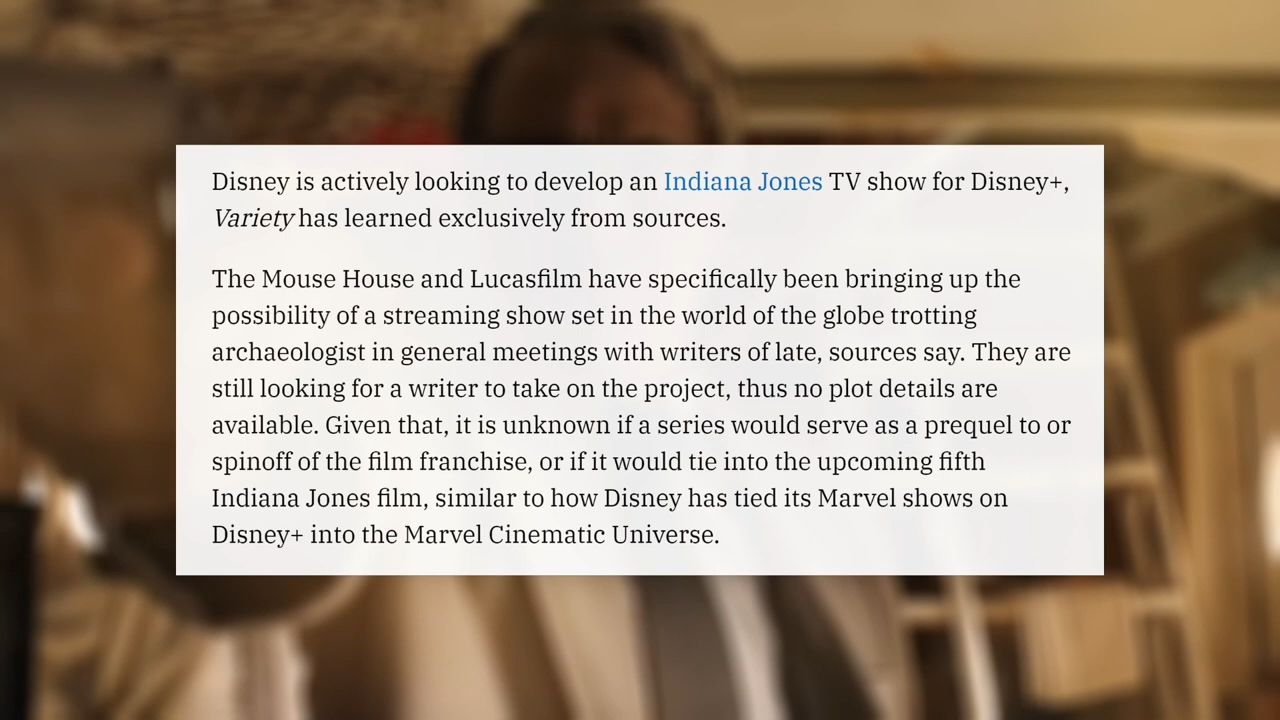 Disney is actively looking to develop an Indiana Jones TV show for Disney+,
Variety has learned exclusively from sources.
The Mouse House and Lucasfilm have specifically been bringing up the
possibility of a streaming show set in the world of the globe trotting
archaeologist in general meetings with writers of late, sources say. They are
still looking for a writer to take on the project, thus no plot details are
available. Given that, it is unknown if a series would serve as a prequel to or
spinoff of the film franchise, or if it would tie into the upcoming fifth
Indiana Jones film, similar to how Disney has tied its Marvel shows on
Disney+ into the Marvel Cinematic Universe.